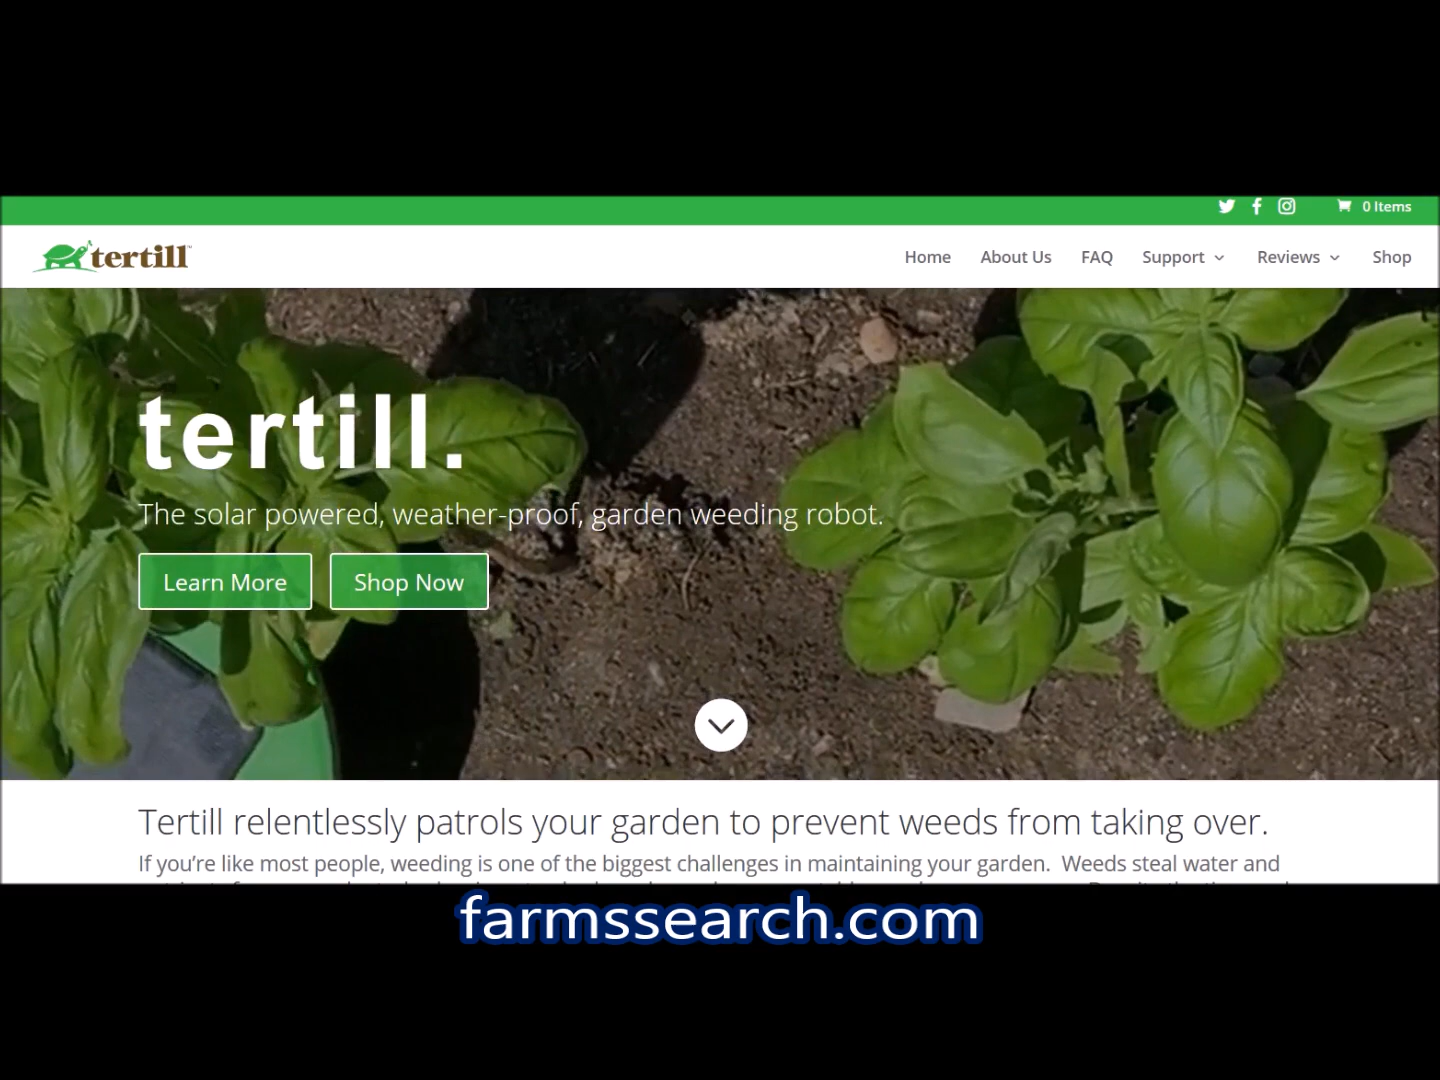 0 Items
tertill™
Home About Us FAQ Support Reviews Shop
tertill.
The solar powered, weather-proof, garden weeding robot.
Learn More Shop Now
Tertill relentlessly patrols your garden to prevent weeds from taking over.
If you’re like most people, weeding is one of the biggest challenges in maintaining your garden. Weeds steal water and
farmssearch.com